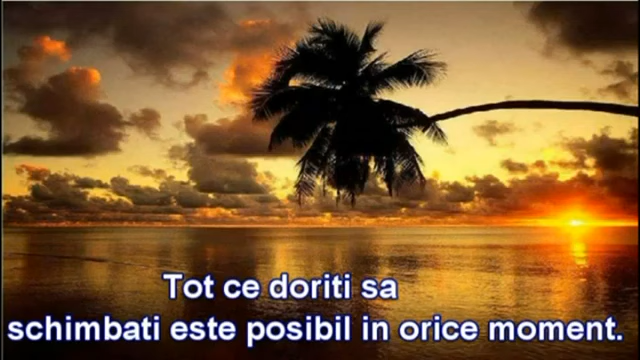 Tot ce doriti sa
schimbati este posibil in orice moment.